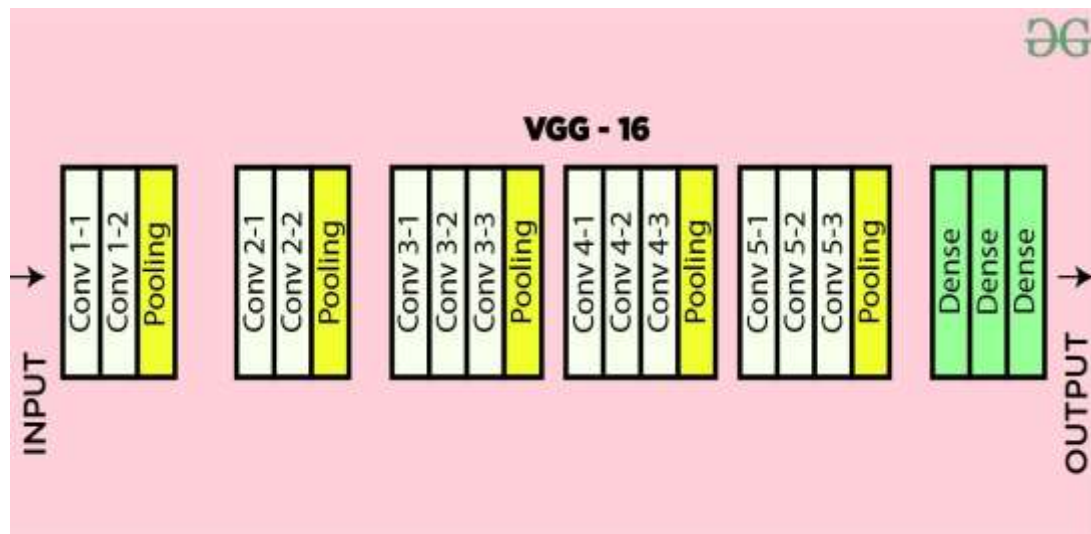 VGG - 16
INPUT
Conv 1-1
Conv 1-2
Pooling
Conv 2-1
Conv 2-2
Pooling
Conv 3-1
Conv 3-2
Conv 3-3
Pooling
Conv 4-1
Conv 4-2
Conv 4-3
Pooling
Conv 5-1
Conv 5-2
Conv 5-3
Pooling
Dense
Dense
Dense
OUTPUT